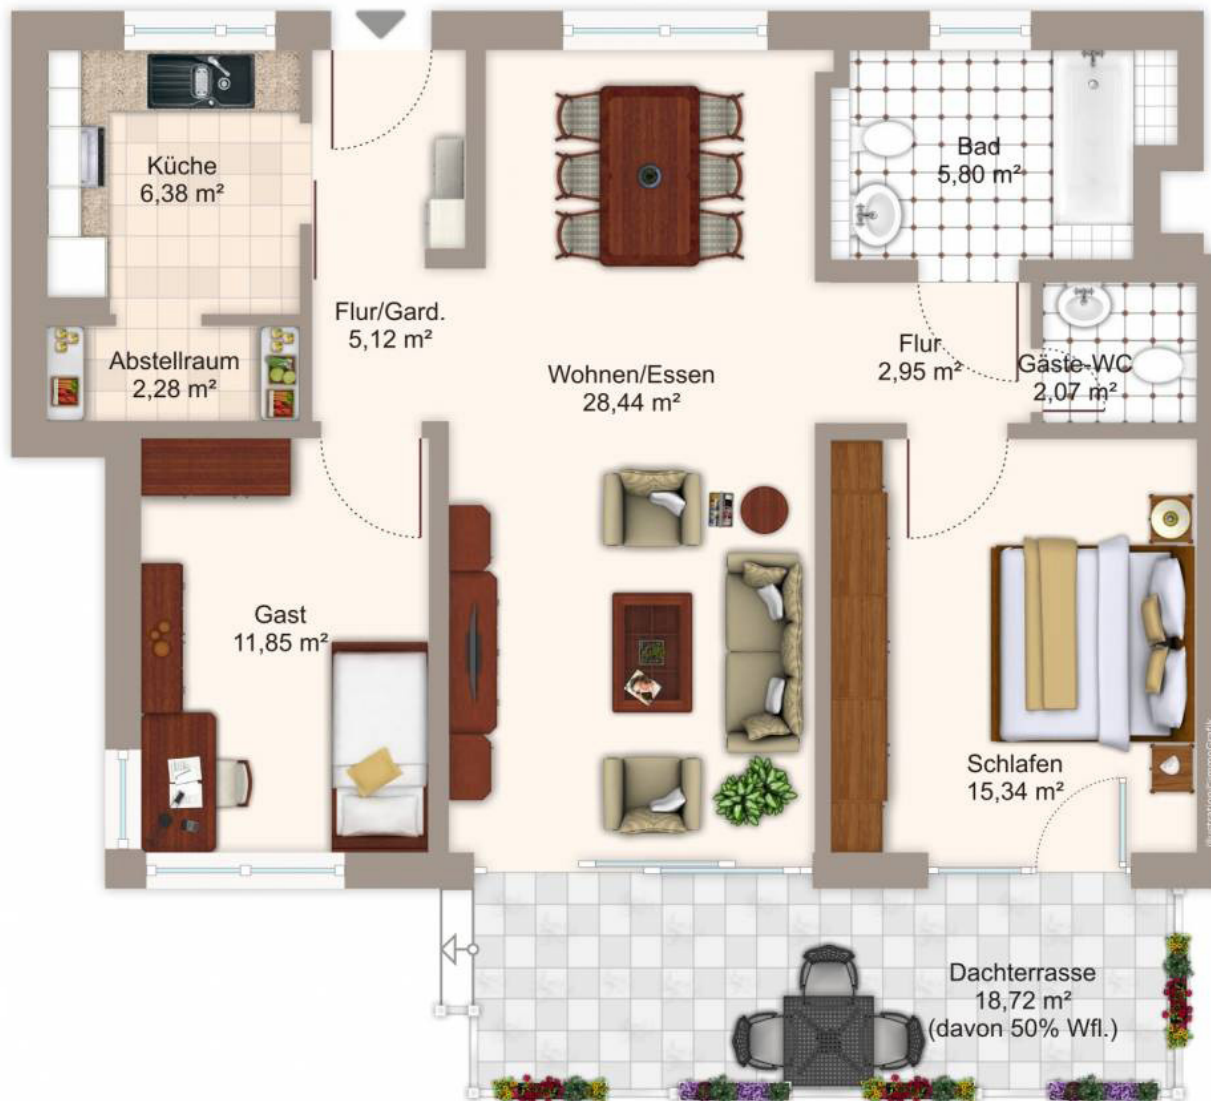 Küche
6,38 m²
Bad
5,80 m²
Flur/Gard.
5,12 m²
Abstellraum
2,28 m²
Wohnen/Essen
28,44 m²
Flur
2,95 m²
Gäste-WC
2,07 m²
Gast
11,85 m²
Schlafen
15,34 m²
Dachterrasse
18,72 m²
(davon 50% Wfl.)